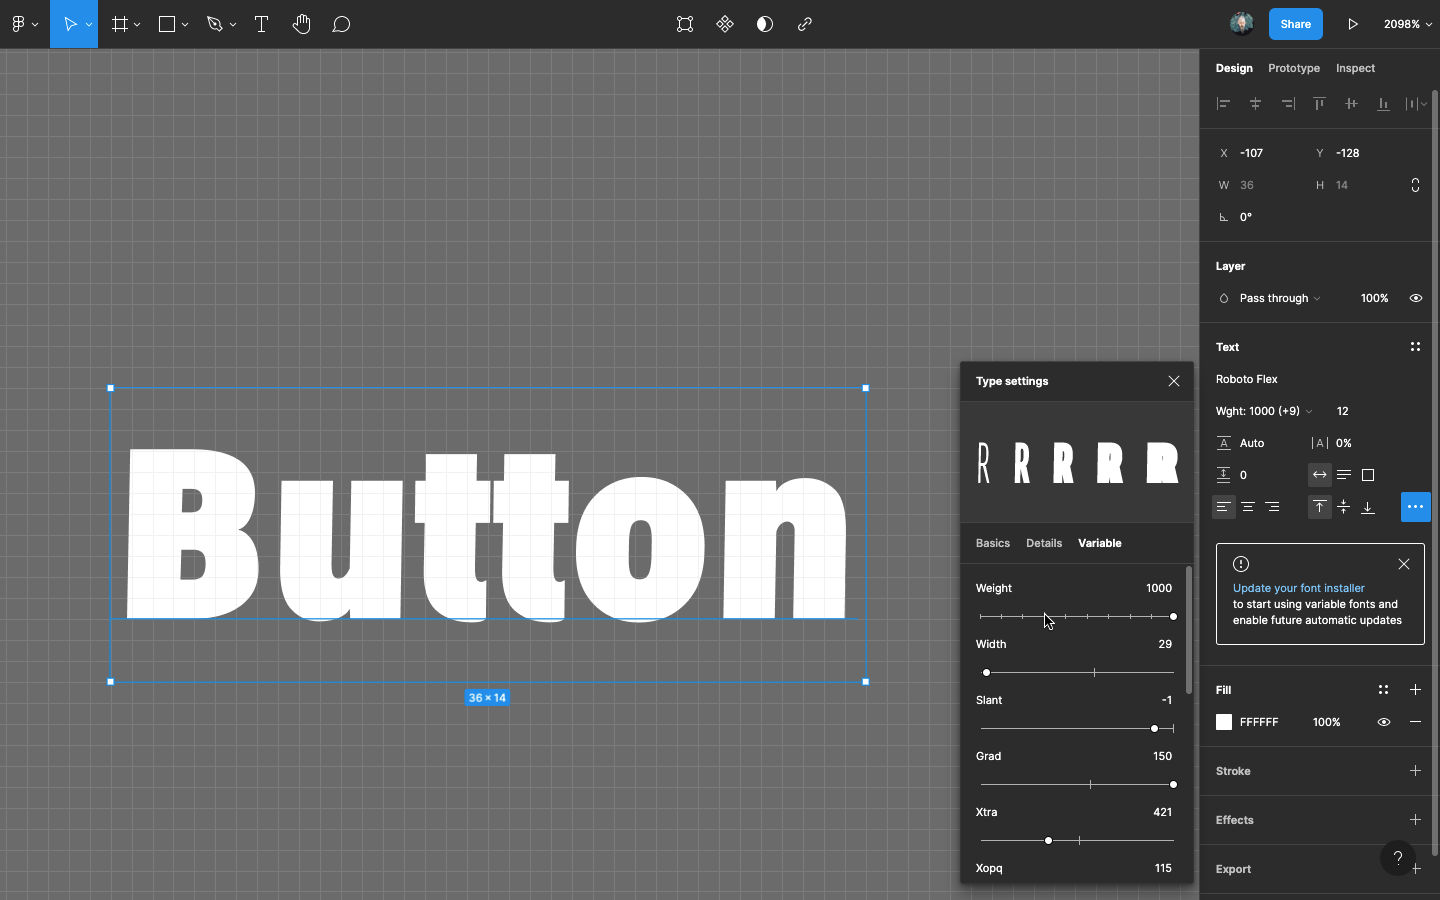 Share
2098%
Design Prototype Inspect
X -107 Y -128
W 36 H 14
0°
Layer
Pass through 100%
Text
Roboto Flex
Wght: 1000 (+9) 12
A Auto |A| 0%
0
Update your font installer
to start using variable fonts and
enable future automatic updates
Fill
FFFFFF 100%
Stroke
Effects
Export
?
Type settings
R R R R R
Basics Details Variable
Weight 1000
Width 29
Slant -1
Grad 150
Xtra 421
Xopq 115
Button
36 × 14